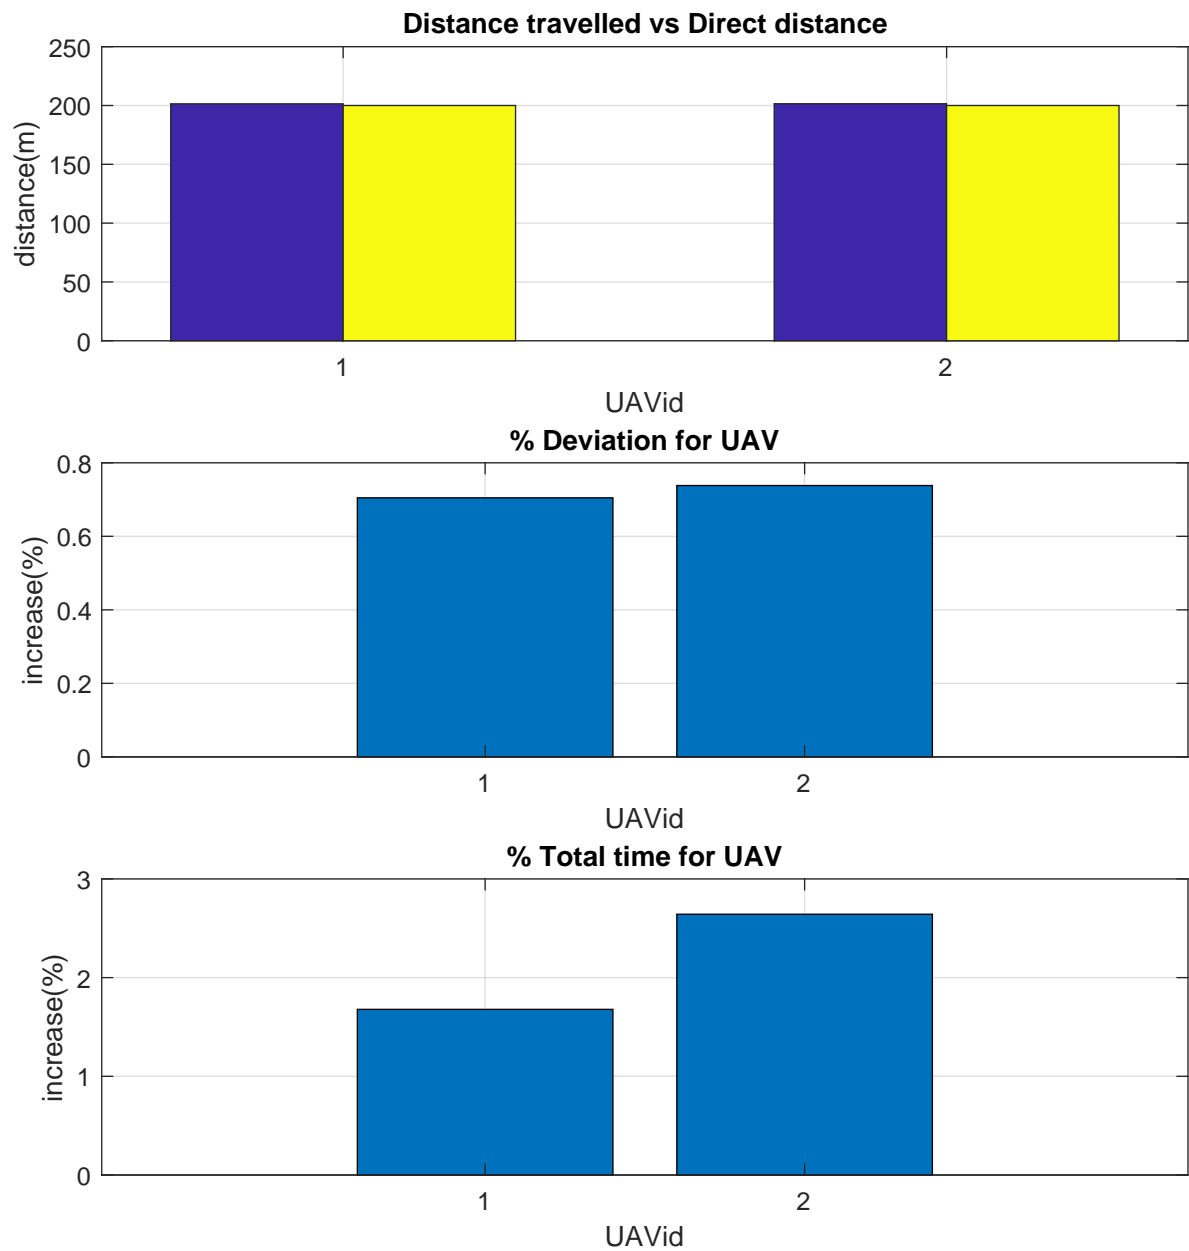 Distance travelled vs Direct distance
250
200
150
100
50
0
distance(m)
1 2
UAVid
% Deviation for UAV
0.8
0.6
0.4
0.2
0
increase(%)
1 2
UAVid
% Total time for UAV
3
2
1
0
increase(%)
1 2
UAVid